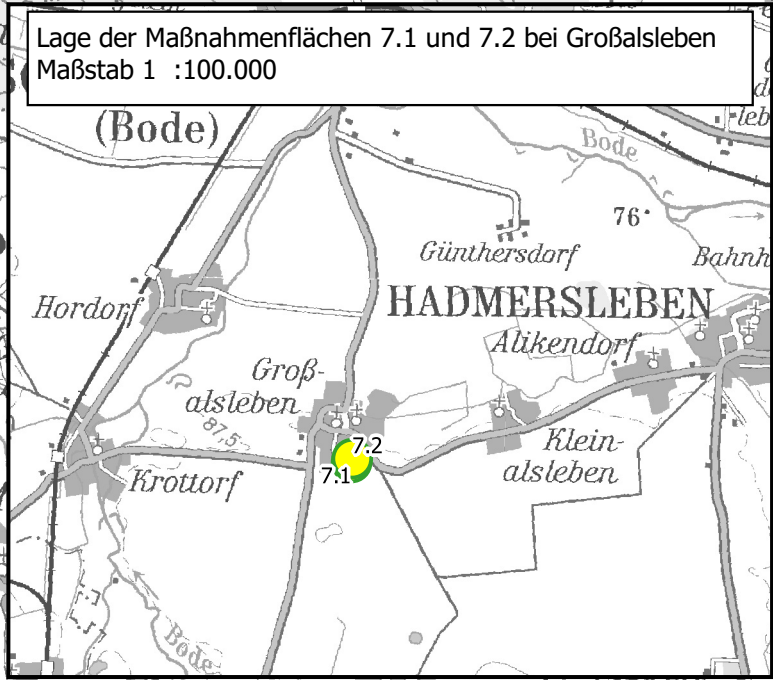 Lage der Maßnahmenflächen 7.1 und 7.2 bei Großalsleben
Maßstab 1 :100.000
(Bode)
Bode
leb
76
Günthersdorf
Bahnh
Hordorf
HADMERSLEBEN
Alikendorf
Groß-
alsleben
87,5
7.2
7.1
Klein-
alsleben
Krottorf
Bode